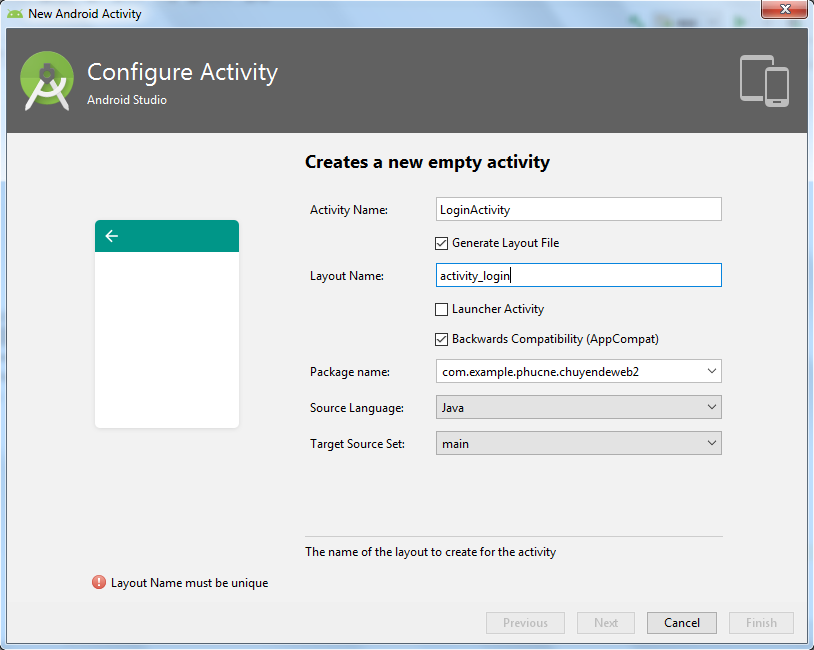 New Android Activity
Configure Activity
Android Studio
Creates a new empty activity
Activity Name: LoginActivity
Generate Layout File
Layout Name: activity_login
Launcher Activity
Backwards Compatibility (AppCompat)
Package name: com.example.phucne.chuyendeweb2
Source Language: Java
Target Source Set: main
The name of the layout to create for the activity
Layout Name must be unique
Previous Next Cancel Finish